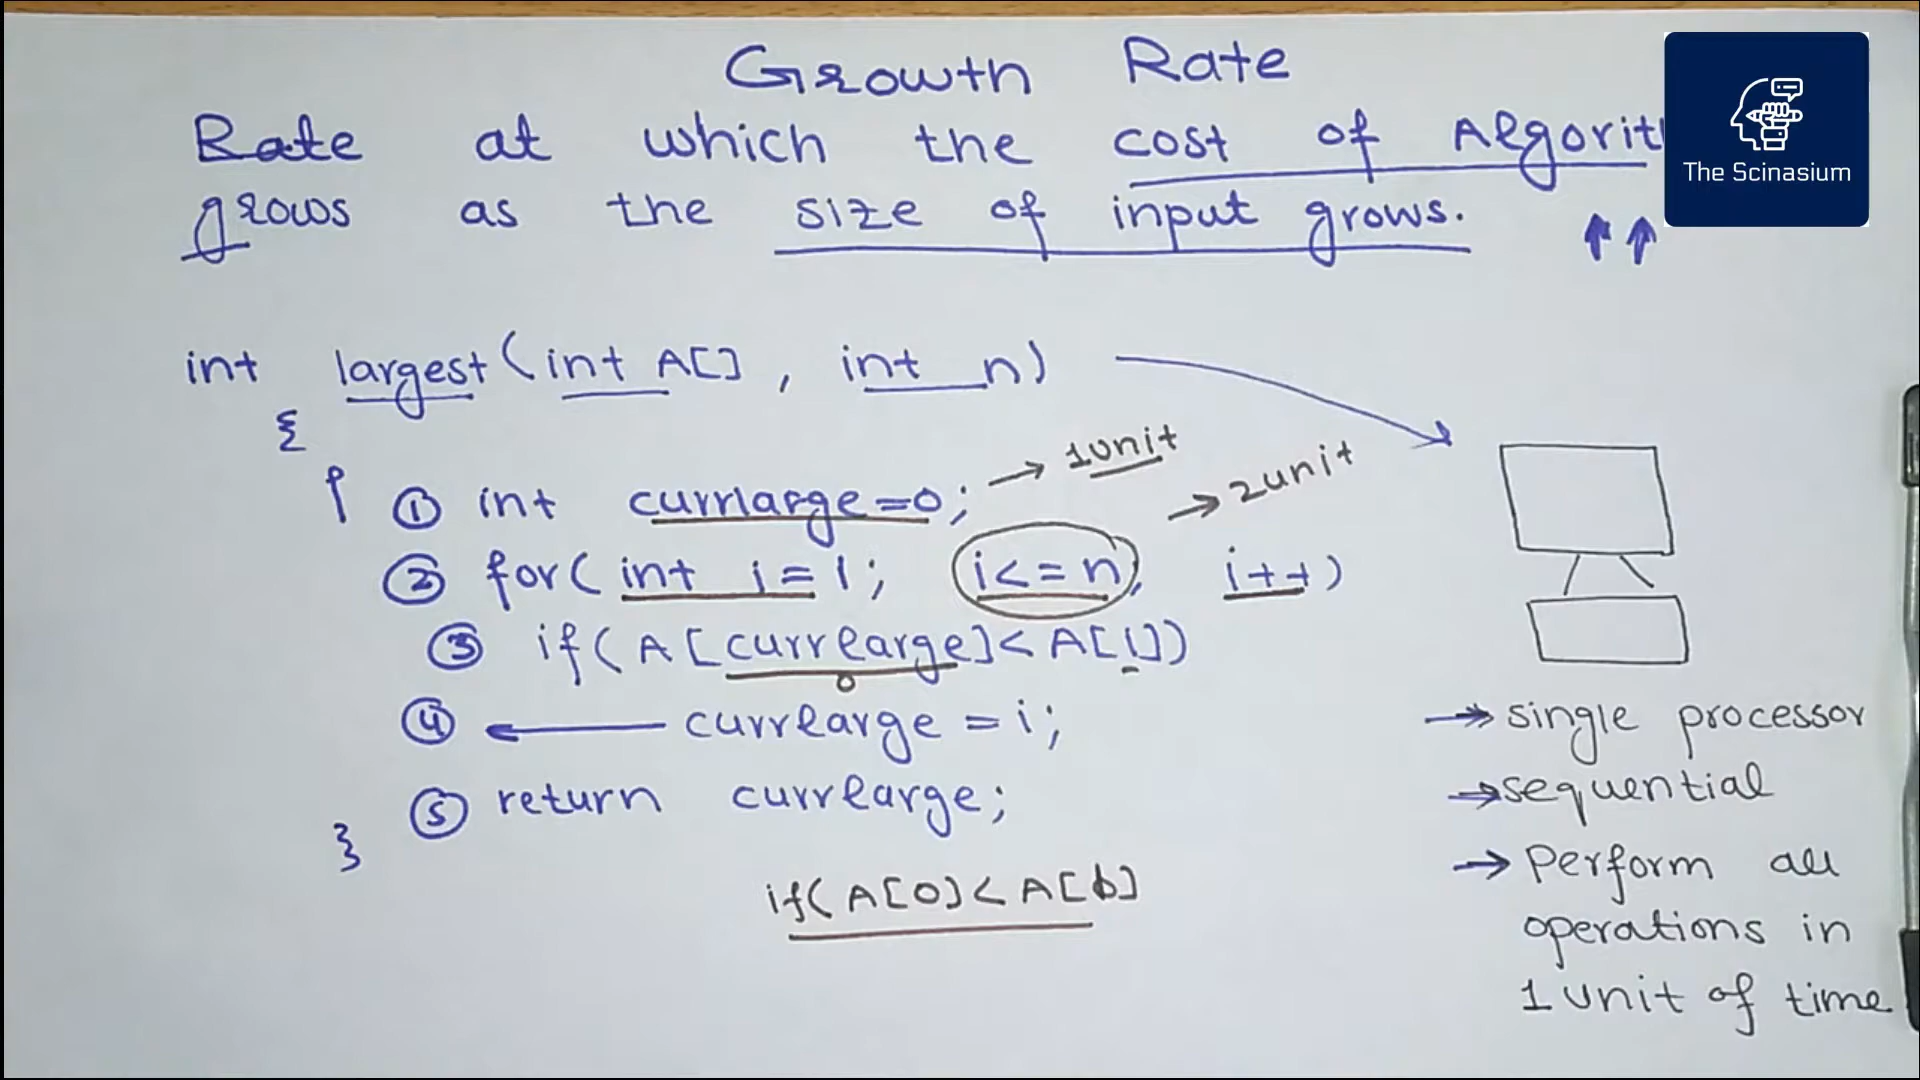 Growth Rate
Rate at which the cost of Algorit
grows as the size of input grows.
The Scinasium
int largest(int A[], int n)
{
① int currlarge=0; → 1unit
→ 2unit
② for(int i=1; i<=n; i++)
③ if(A[currlarge]<A[i])
0
④ currlarge = i;
⑤ return currlarge;
}
if(A[0]<A[b]
→ single processor
→ sequential
→ Perform all
operations in
1 unit of time